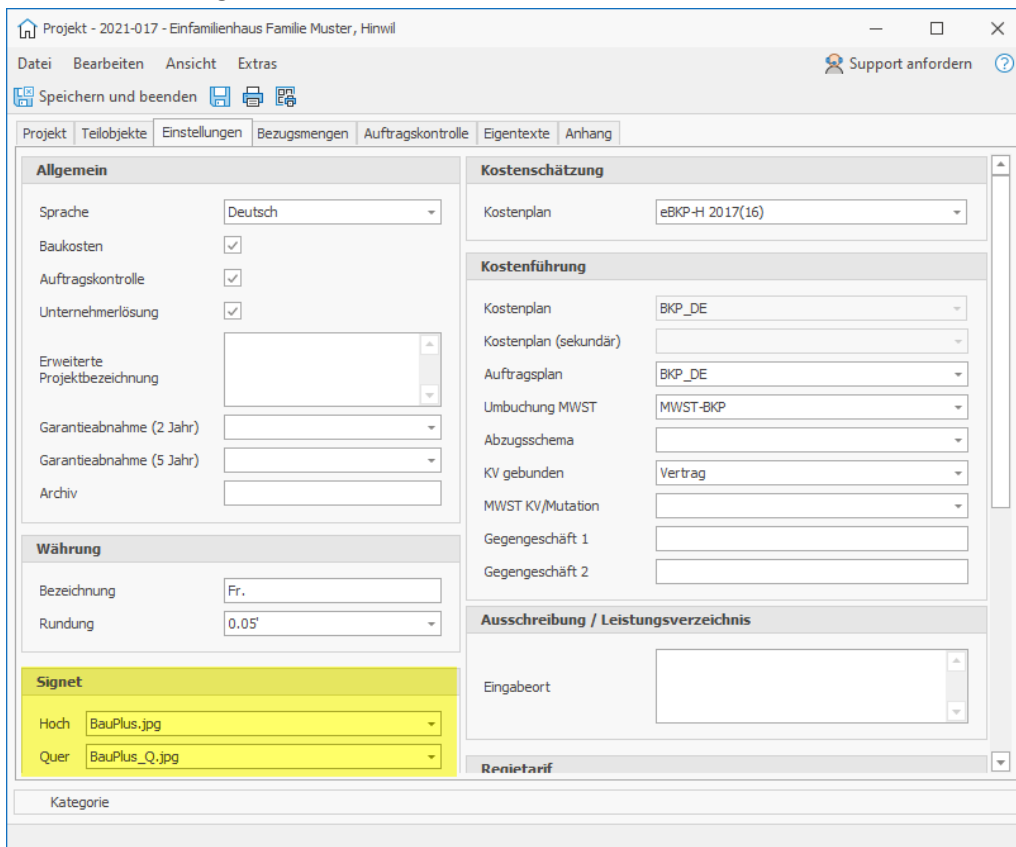 Projekt - 2021-017 - Einfamilienhaus Familie Muster, Hinwil
Datei Bearbeiten Ansicht Extras Support anfordern
Speichern und beenden
Projekt Teilobjekte Einstellungen Bezugsmengen Auftragskontrolle Eigentexte Anhang
Allgemein
Sprache Deutsch
Baukosten
Auftragskontrolle
Unternehmerlösung
Erweiterte
Projektbezeichnung
Garantieabnahme (2 Jahr)
Garantieabnahme (5 Jahr)
Archiv
Währung
Bezeichnung Fr.
Rundung 0.05'
Signet
Hoch BauPlus.jpg
Quer BauPlus_Q.jpg
Kostenschätzung
Kostenplan eBKP-H 2017(16)
Kostenführung
Kostenplan BKP_DE
Kostenplan (sekundär)
Auftragsplan BKP_DE
Umbuchung MWST MWST-BKP
Abzugsschema
KV gebunden Vertrag
MWST KV/Mutation
Gegengeschäft 1
Gegengeschäft 2
Ausschreibung / Leistungsverzeichnis
Eingabeort
Regietarif
Kategorie